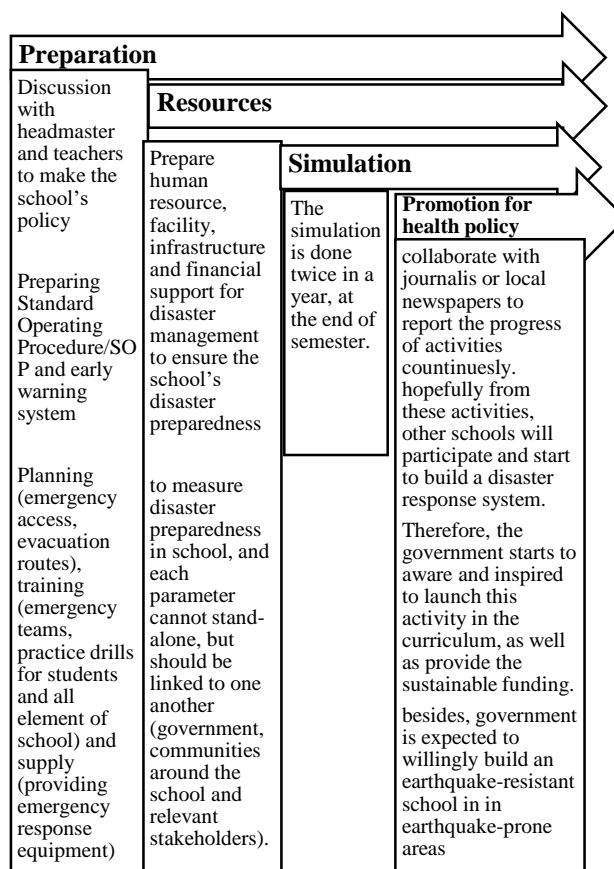 Preparation
Discussion
with
headmaster
and teachers
to make the
school's
policy
Preparing
Standard
Operating
Procedure/SO
P and early
warning
system
Planning
(emergency
access,
evacuation
routes),
training
(emergency
teams,
practice drills
for students
and all
element of
school) and
supply
(providing
emergency
response
equipment)
Resources
Prepare
human
resource,
facility,
infrastructure
and financial
support for
disaster
management
to ensure the
school's
disaster
preparedness
to measure
disaster
preparedness
in school, and
each
parameter
cannot stand-
alone, but
should be
linked to one
another
(government,
communities
around the
school and
relevant
stakeholders).
Simulation
The
simulation
is done
twice in a
year, at
the end of
semester.
Promotion for
health policy
collaborate with
journalis or local
newspapers to
report the progress
of activities
countinuesly.
hopefully from
these activities,
other schools will
participate and start
to build a disaster
response system.
Therefore, the
government starts to
aware and inspired
to launch this
activity in the
curriculum, as well
as provide the
sustainable funding.
besides, government
is expected to
willingly build an
earthquake-resistant
school in in
earthquake-prone
areas